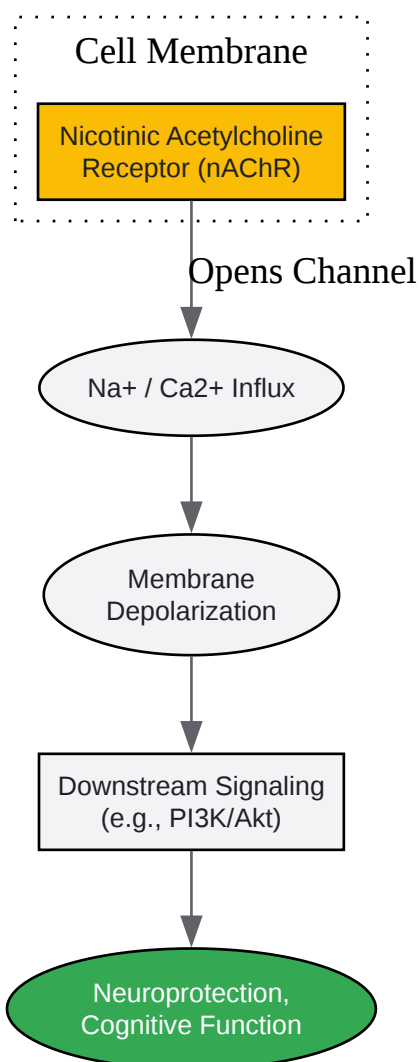 Cell Membrane
Nicotinic Acetylcholine
Receptor (nAChR)
Opens Channel
Na+ / Ca2+ Influx
Membrane
Depolarization
Downstream Signaling
(e.g., PI3K/Akt)
Neuroprotection,
Cognitive Function